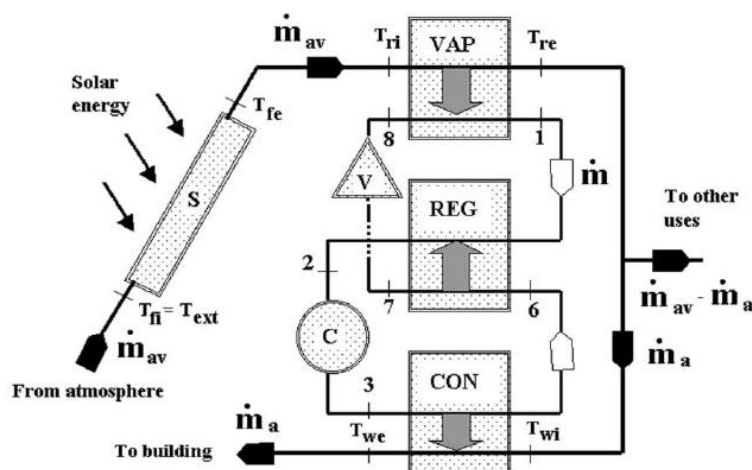 ṁav
Tri
VAP
Tre
Solar
energy
Tfe
8
1
S
V
ṁ
REG
To other
uses
2
Tfi = Text
7
6
ṁav - ṁa
C
ṁav
From atmosphere
3
CON
ṁa
ṁa
To building
Twe
Twi